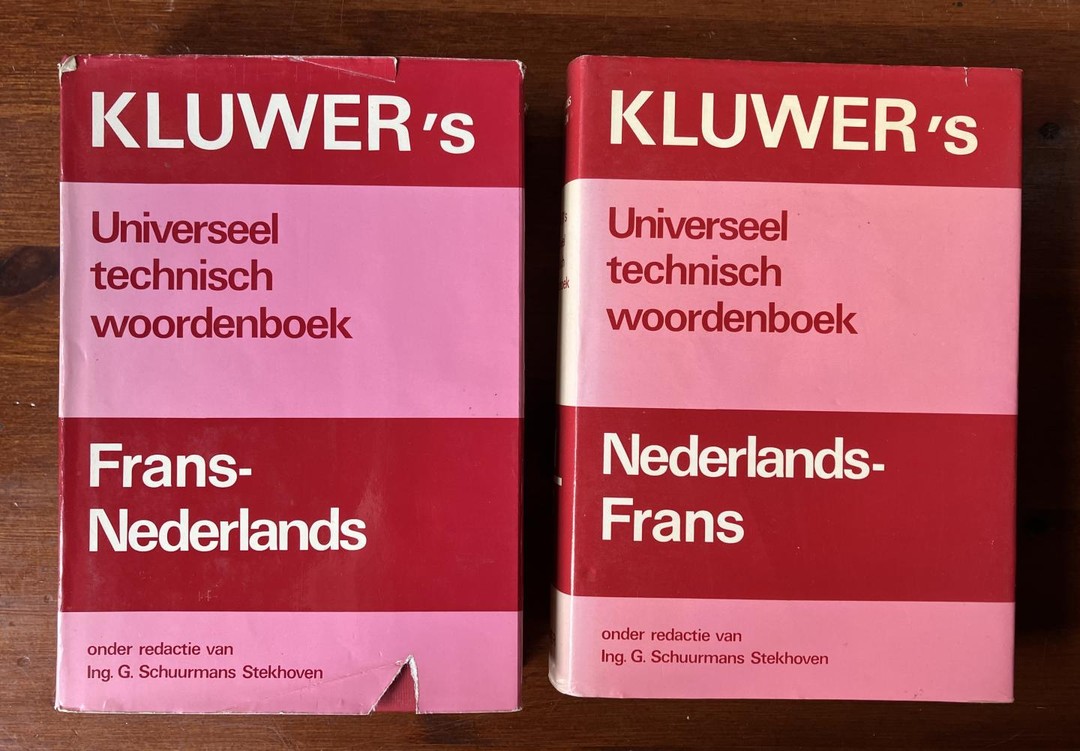 KLUWER's
Universeel
technisch
woordenboek
Frans-
Nederlands
onder redactie van
Ing. G. Schuurmans Stekhoven
KLUWER's
Universeel
technisch
woordenboek
Nederlands-
Frans
onder redactie van
Ing. G. Schuurmans Stekhoven